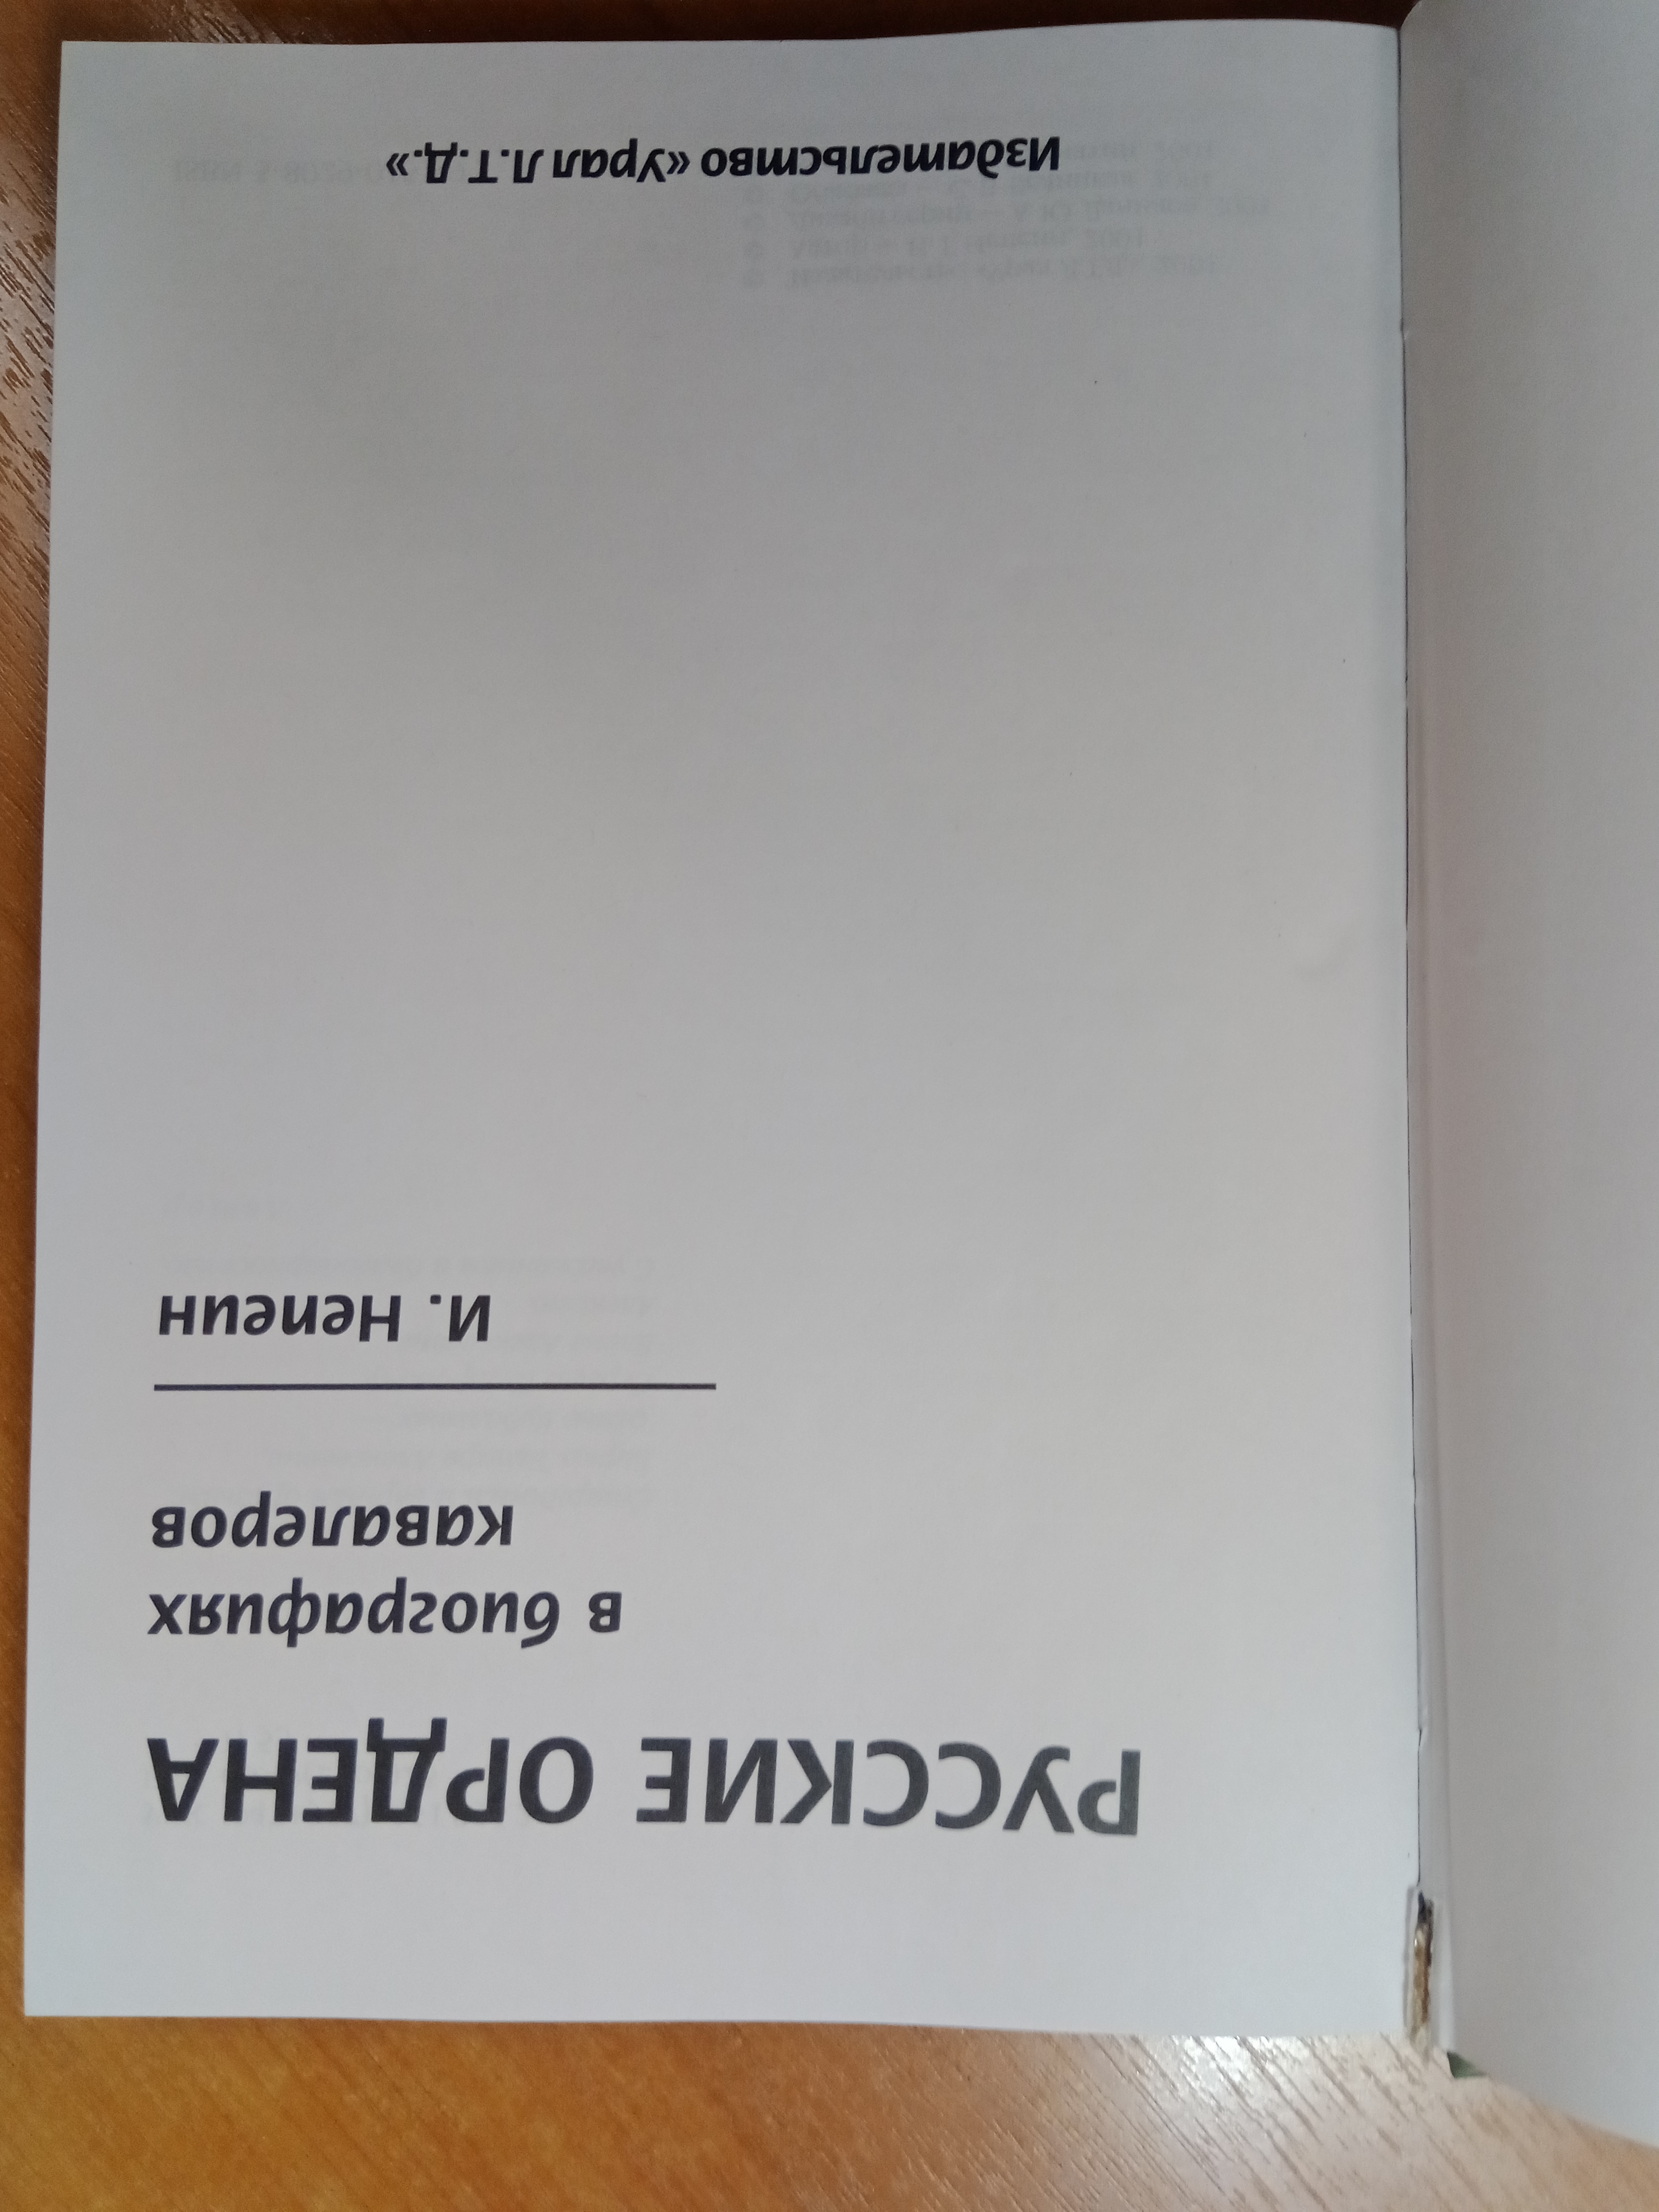 РУССКИЕ ОРДЕНА
в биографиях
кавалеров
И. Непеин
Издательство «Урал Л.Т.Д.»